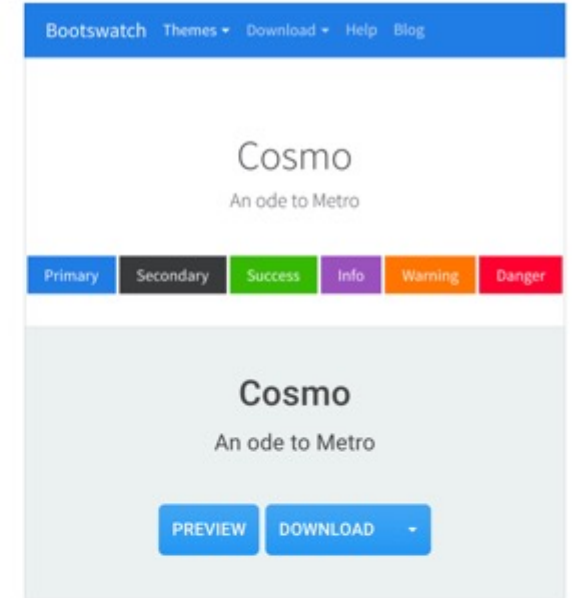 Bootswatch Themes Download Help Blog
Cosmo
An ode to Metro
Primary Secondary Success Info Warning Danger
Cosmo
An ode to Metro
PREVIEW DOWNLOAD